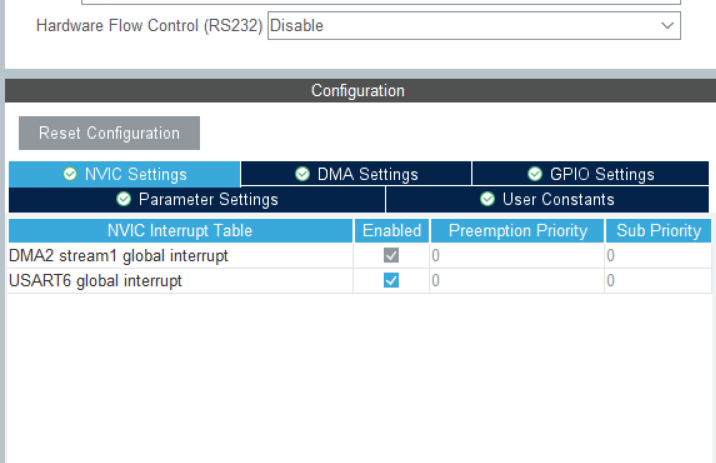 Hardware Flow Control (RS232) Disable
Configuration
Reset Configuration
NVIC Settings DMA Settings GPIO Settings
Parameter Settings User Constants
NVIC Interrupt Table Enabled Preemption Priority Sub Priority
DMA2 stream1 global interrupt 0 0
USART6 global interrupt 0 0